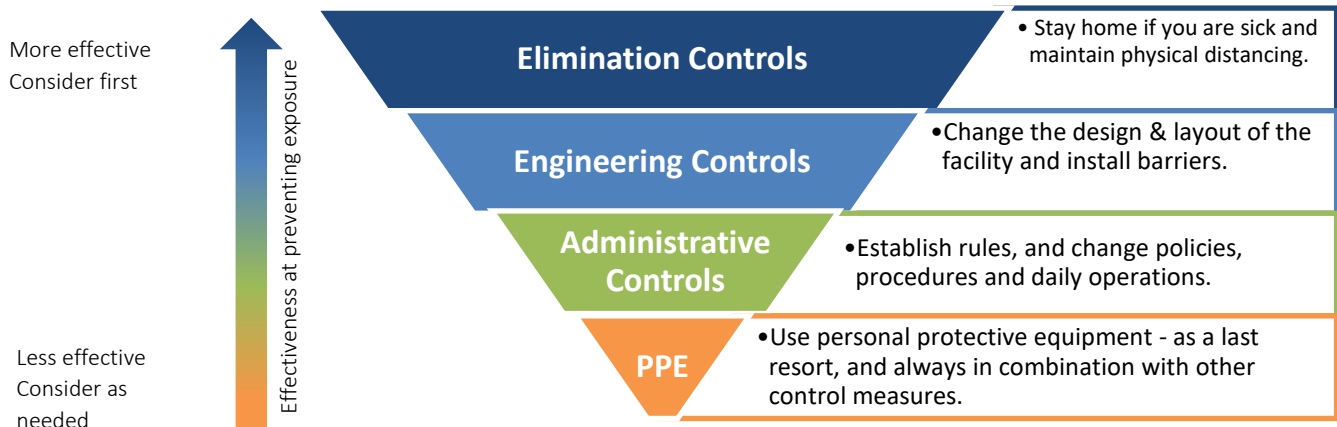 More effective
Consider first
Effectiveness at preventing exposure
Less effective
Consider as
needed
Elimination Controls
• Stay home if you are sick and
maintain physical distancing.
Engineering Controls
•Change the design & layout of the
facility and install barriers.
Administrative
Controls
•Establish rules, and change policies,
procedures and daily operations.
PPE
•Use personal protective equipment - as a last
resort, and always in combination with other
control measures.